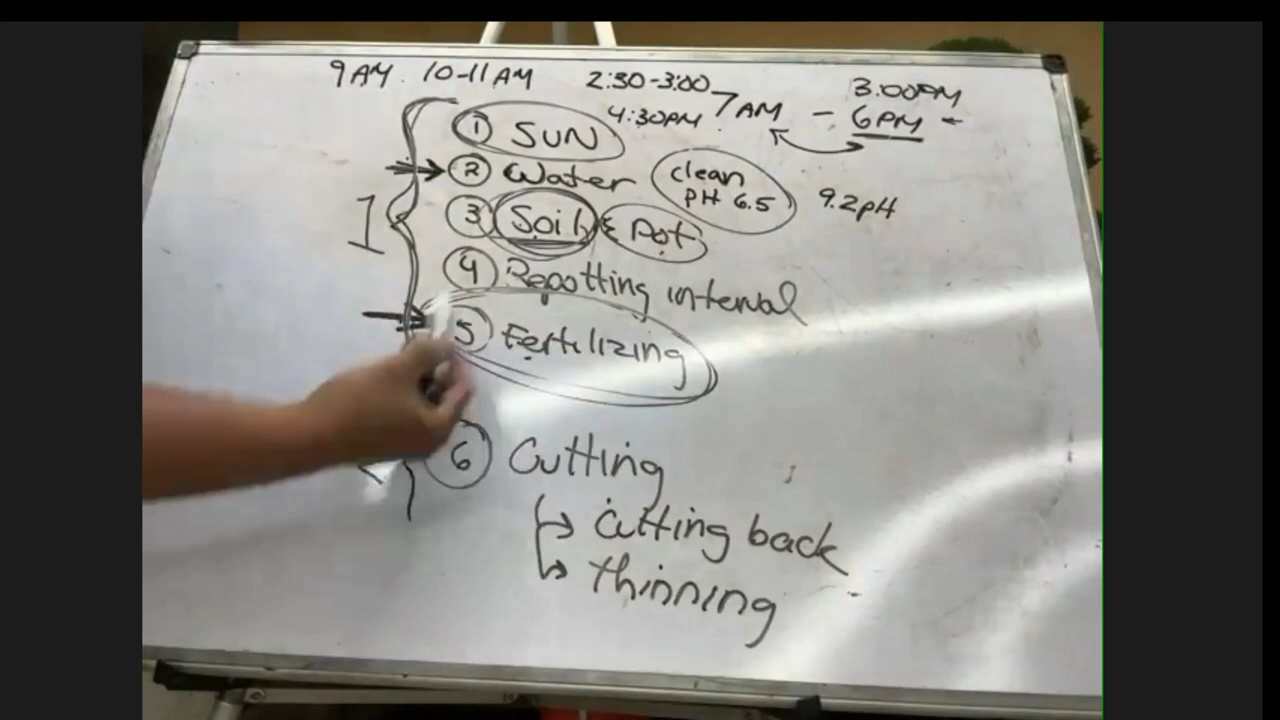 9AM. 10-11AM 2:30-3:00 3:00PM
4:30PM 7AM - 6PM
① SUN
② Water clean 9.2pH
PH 6.5
③ Soil & Pot
④ Repotting interval
⑤ Fertilizing
⑥ Cutting
→ Cutting back
→ thinning